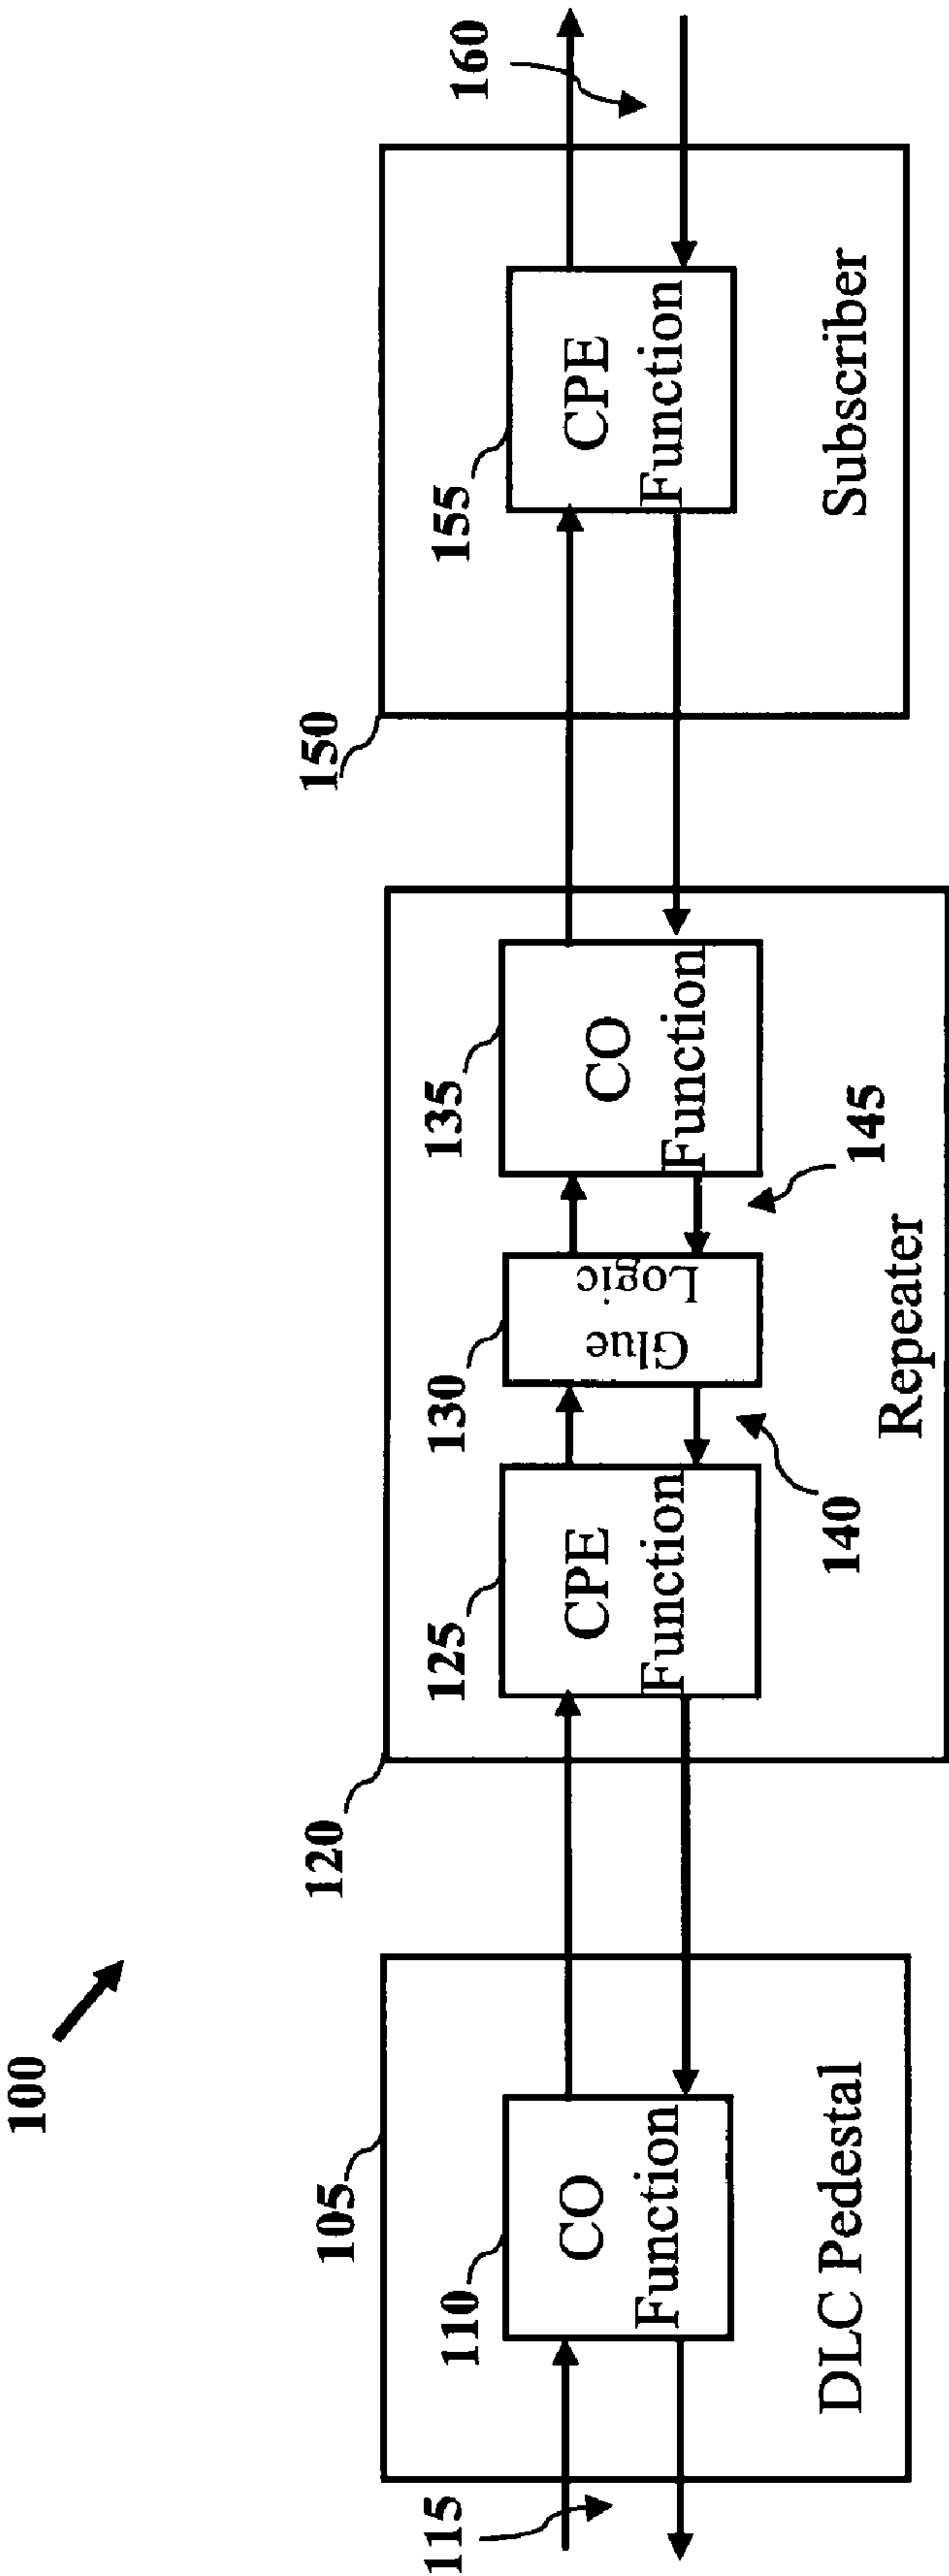 100
105
110
CO
Function
DLC Pedestal
115
120
125
CPE
Function
130
Glue
Logic
135
CO
Function
140
145
Repeater
150
155
CPE
Function
Subscriber
160